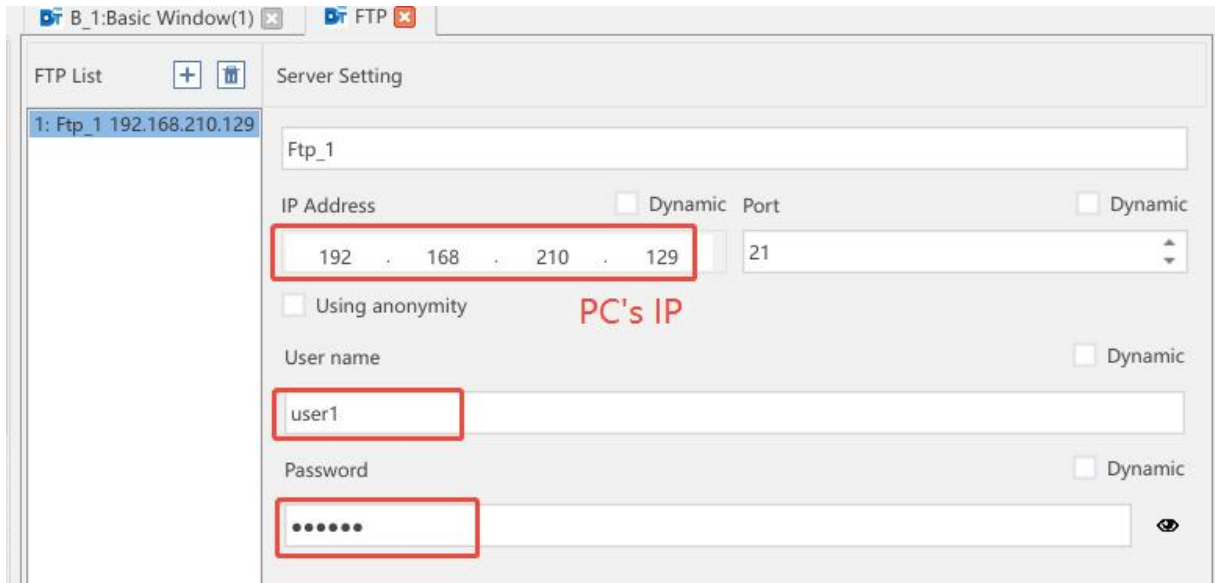 B_1:Basic Window(1) FTP
FTP List Server Setting
1: Ftp_1 192.168.210.129
Ftp_1
IP Address Dynamic Port Dynamic
192 . 168 . 210 . 129 21
Using anonymity
PC's IP
User name Dynamic
user1
Password Dynamic
••••••